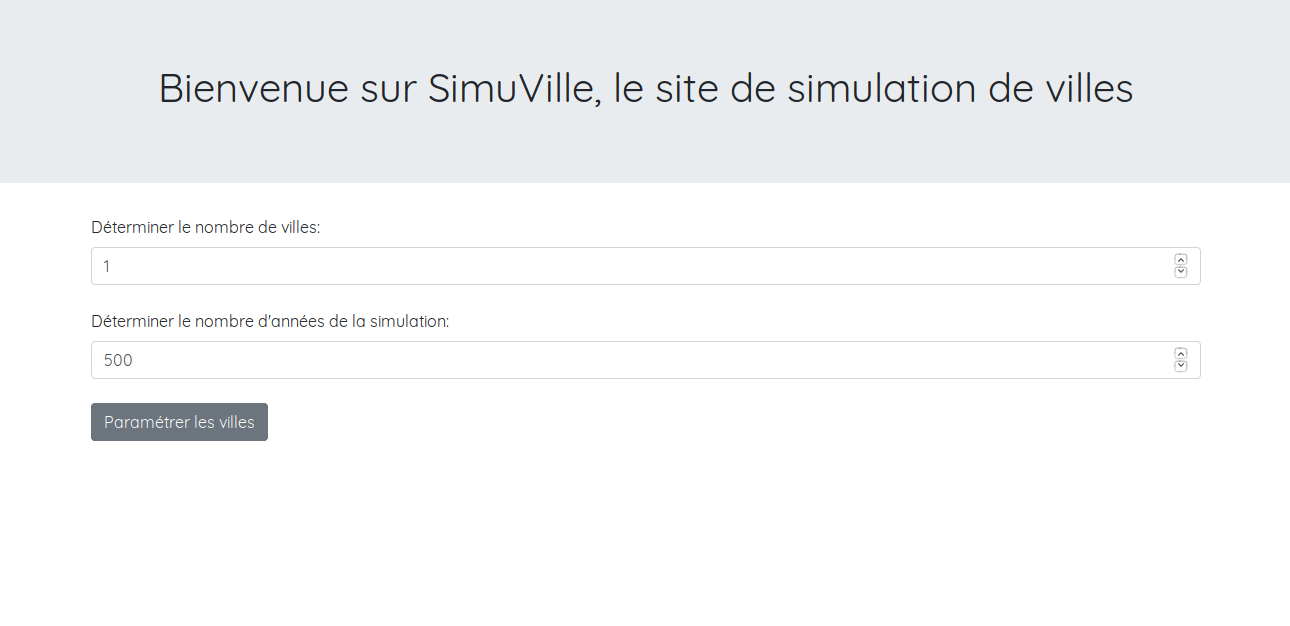 Bienvenue sur SimuVille, le site de simulation de villes
Déterminer le nombre de villes:
1
Déterminer le nombre d'années de la simulation:
500
Paramétrer les villes